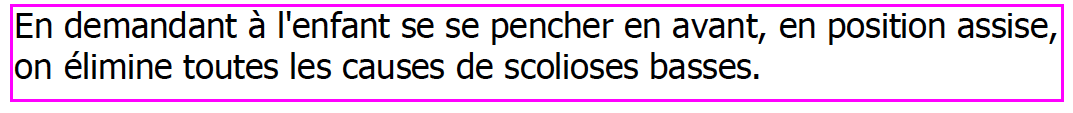 En demandant à l'enfant se se pencher en avant, en position assise,
on élimine toutes les causes de scolioses basses.